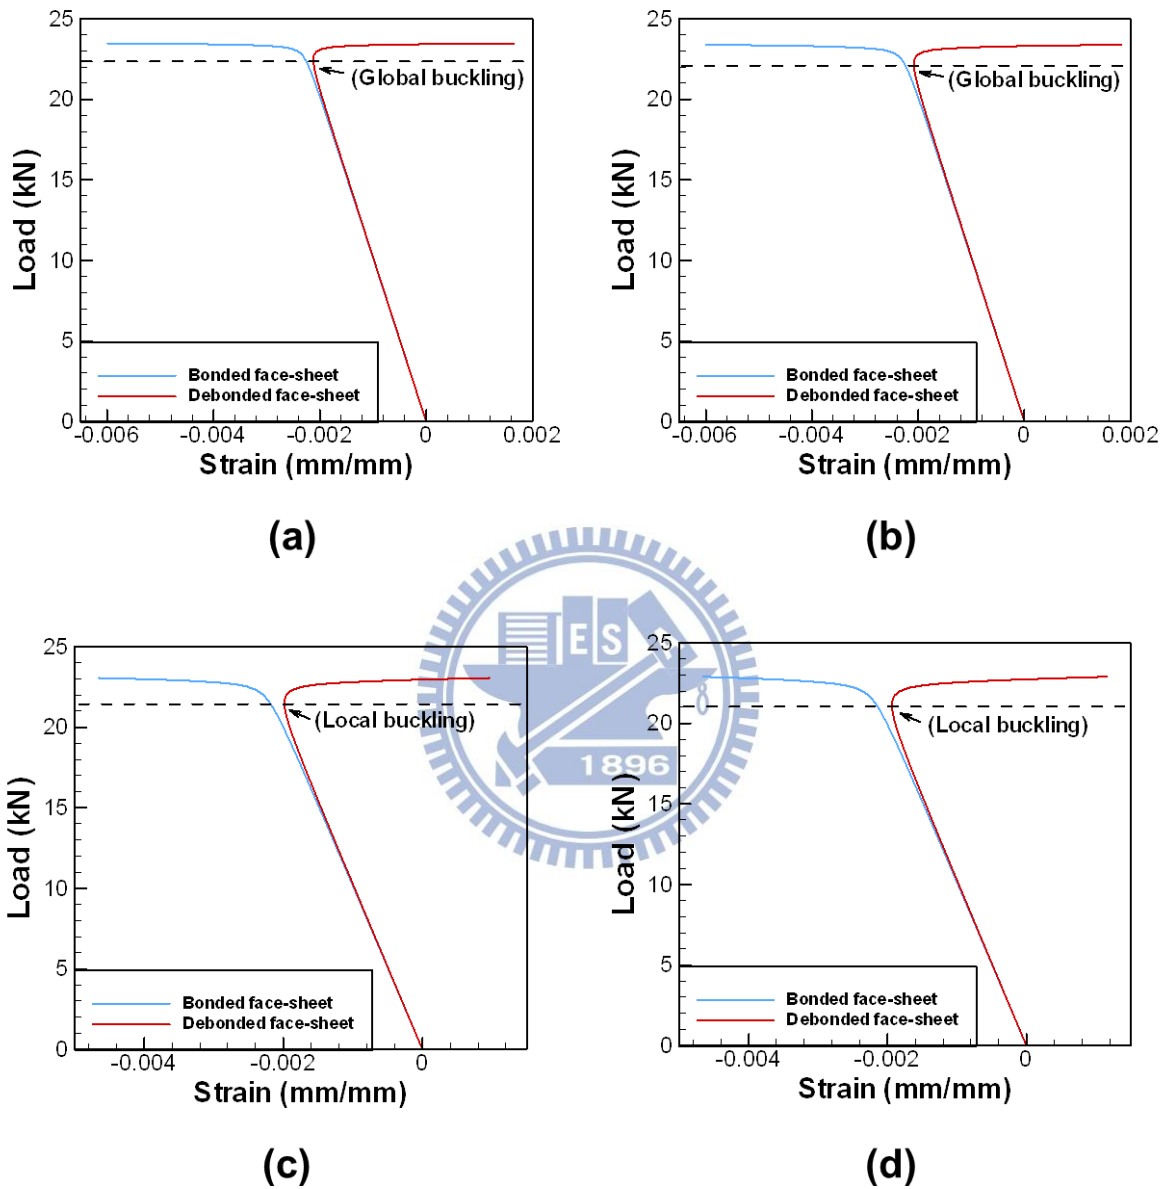 25
20
15
10
5
0
Load (kN)
(Global buckling)
Bonded face-sheet
Debonded face-sheet
-0.006 -0.004 -0.002 0 0.002
Strain (mm/mm)
(a)
25
20
15
10
5
0
Load (kN)
(Global buckling)
Bonded face-sheet
Debonded face-sheet
-0.006 -0.004 -0.002 0 0.002
Strain (mm/mm)
(b)
25
20
15
10
5
0
Load (kN)
(Local buckling)
Bonded face-sheet
Debonded face-sheet
-0.004 -0.002 0
Strain (mm/mm)
(c)
ES
1896
25
20
15
10
5
0
Load (kN)
(Local buckling)
Bonded face-sheet
Debonded face-sheet
-0.004 -0.002 0
Strain (mm/mm)
(d)